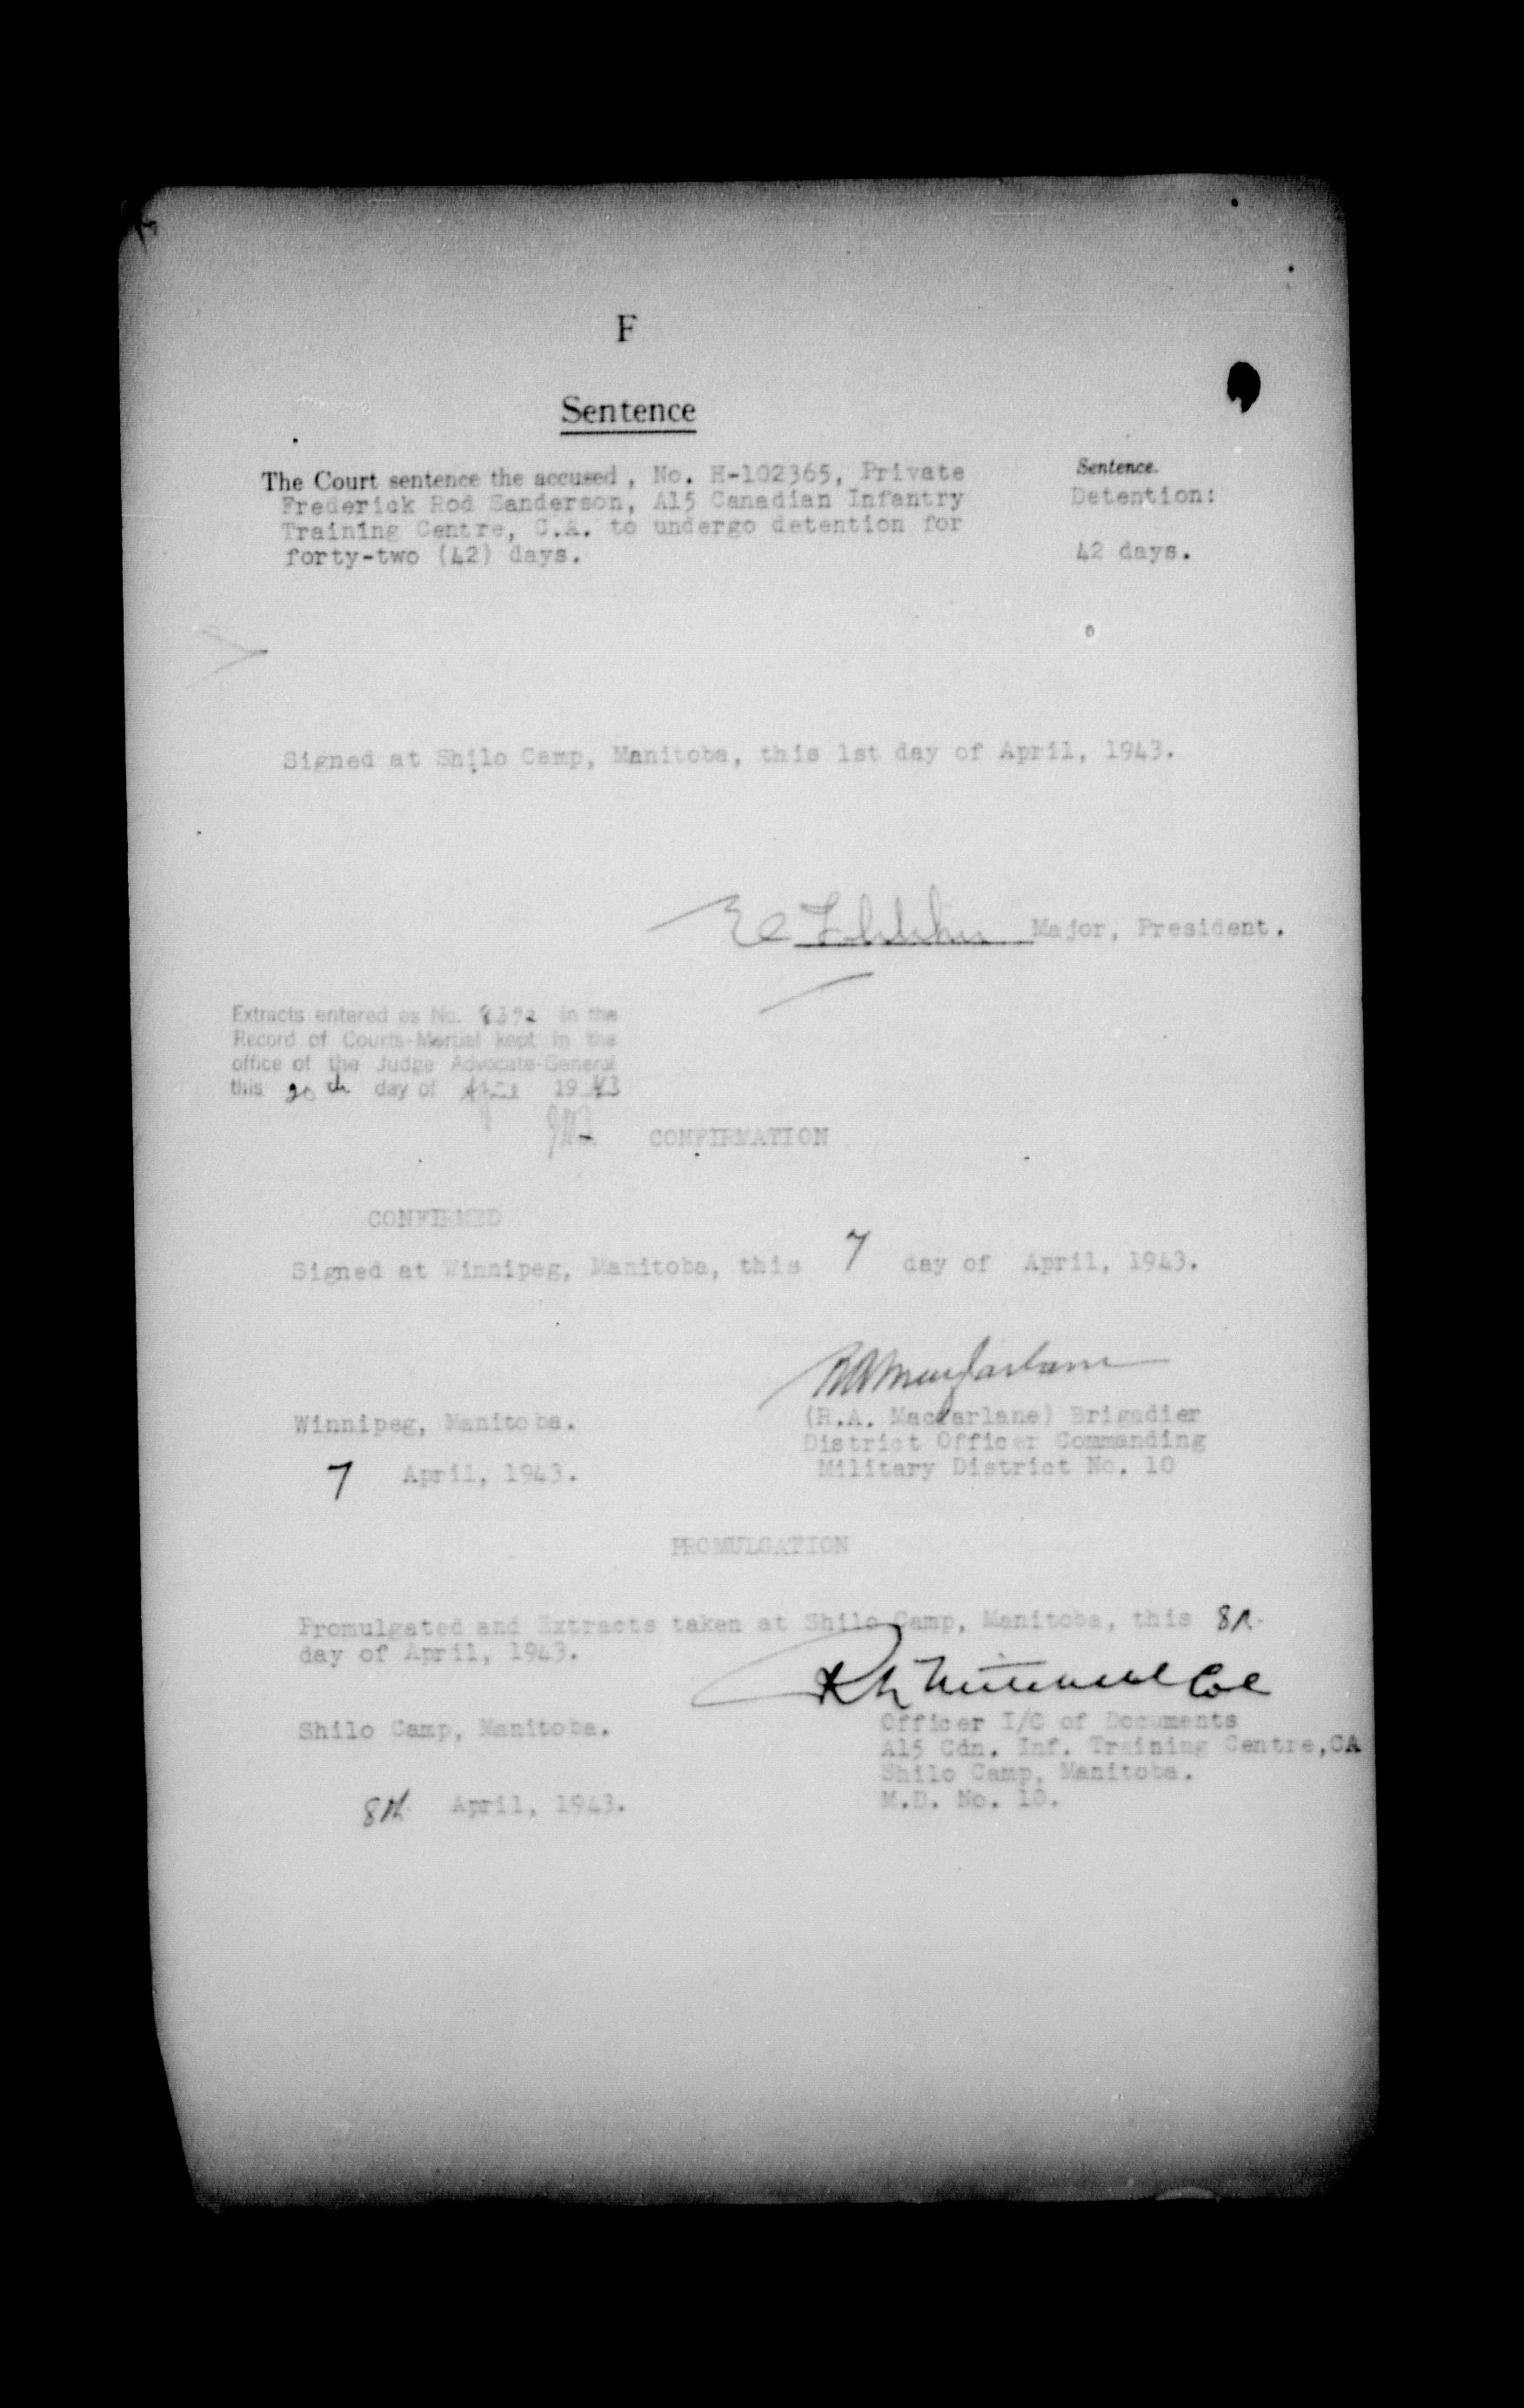 F
Sentence
The Court sentence the accused, No. H-102365, Private
Frederick Rod Sanderson, A15 Canadian Infantry
Training Centre, C.A. to undergo detention for
forty-two (42) days.
Sentence.
Detention:
42 days.
Signed at Shilo Camp, Manitoba, this 1st day of April, 1943.
Major, President.
Extracts entered as No. 8392 in the
Record of Courts-Martial kept in the
office of the Judge Advocate-General
this 20th day of April 1943
CONFIRMATION
CONFIRMED
Signed at Winnipeg, Manitoba, this 7 day of April, 1943.
RAMacfarlane
Winnipeg, Manitoba.
7 April, 1943.
(R.A. Macfarlane) Brigadier
District Officer Commanding
Military District No. 10
PROMULGATION
Promulgated and Extracts taken at Shilo Camp, Manitoba, this 8th
day of April, 1943.
Col
Shilo Camp, Manitoba.
8th April, 1943.
Officer I/C of Documents
A15 Cdn. Inf. Training Centre,CA
Shilo Camp, Manitoba.
M.D. No. 10.